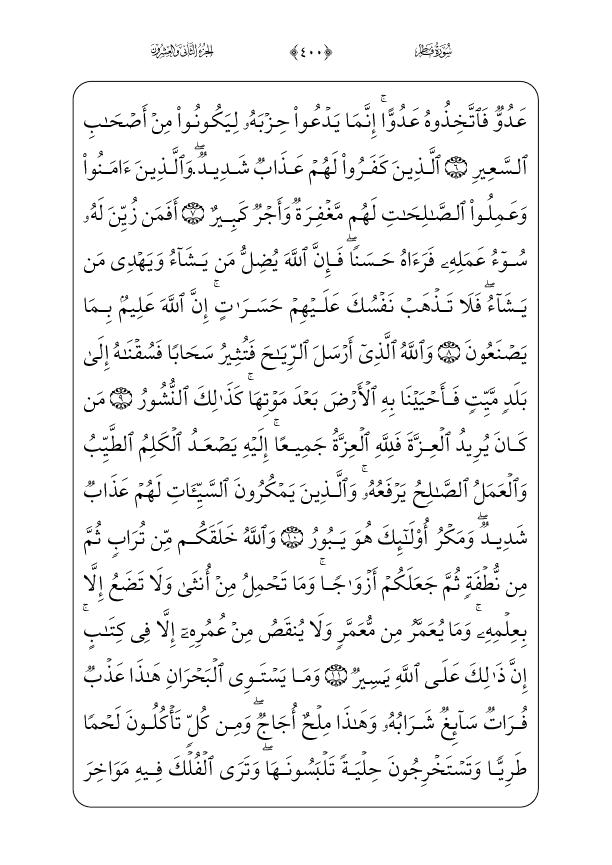 سُورَةُ فَاطِرٍ ﴿٤٠٠﴾ الجُزْءُ الثَّانِي وَالعِشْرُونَ
عَدُوٌّ فَٱتَّخِذُوهُ عَدُوًّاۚ إِنَّمَا يَدۡعُواْ حِزۡبَهُۥ لِيَكُونُواْ مِنۡ أَصۡحَٰبِ
ٱلسَّعِيرِ ٦ ٱلَّذِينَ كَفَرُواْ لَهُمۡ عَذَابٞ شَدِيدٞۖ وَٱلَّذِينَ ءَامَنُواْ
وَعَمِلُواْ ٱلصَّٰلِحَٰتِ لَهُم مَّغۡفِرَةٞ وَأَجۡرٞ كَبِيرٌ ٧ أَفَمَن زُيِّنَ لَهُۥ
سُوٓءُ عَمَلِهِۦ فَرَءَاهُ حَسَنٗاۖ فَإِنَّ ٱللَّهَ يُضِلُّ مَن يَشَآءُ وَيَهۡدِي مَن
يَشَآءُۖ فَلَا تَذۡهَبۡ نَفۡسُكَ عَلَيۡهِمۡ حَسَرَٰتٍۚ إِنَّ ٱللَّهَ عَلِيمُۢ بِمَا
يَصۡنَعُونَ ٨ وَٱللَّهُ ٱلَّذِيٓ أَرۡسَلَ ٱلرِّيَٰحَ فَتُثِيرُ سَحَابٗا فَسُقۡنَٰهُ إِلَىٰ
بَلَدٖ مَّيِّتٖ فَأَحۡيَيۡنَا بِهِ ٱلۡأَرۡضَ بَعۡدَ مَوۡتِهَاۚ كَذَٰلِكَ ٱلنُّشُورُ ٩ مَن
كَانَ يُرِيدُ ٱلۡعِزَّةَ فَلِلَّهِ ٱلۡعِزَّةُ جَمِيعًاۚ إِلَيۡهِ يَصۡعَدُ ٱلۡكَلِمُ ٱلطَّيِّبُ
وَٱلۡعَمَلُ ٱلصَّٰلِحُ يَرۡفَعُهُۥۚ وَٱلَّذِينَ يَمۡكُرُونَ ٱلسَّيِّـَٔاتِ لَهُمۡ عَذَابٞ
شَدِيدٞۖ وَمَكۡرُ أُوْلَٰٓئِكَ هُوَ يَبُورُ ١٠ وَٱللَّهُ خَلَقَكُم مِّن تُرَابٖ ثُمَّ
مِن نُّطۡفَةٖ ثُمَّ جَعَلَكُمۡ أَزۡوَٰجٗاۚ وَمَا تَحۡمِلُ مِنۡ أُنثَىٰ وَلَا تَضَعُ إِلَّا
بِعِلۡمِهِۦۚ وَمَا يُعَمَّرُ مِن مُّعَمَّرٖ وَلَا يُنقَصُ مِنۡ عُمُرِهِۦٓ إِلَّا فِي كِتَٰبٍۚ
إِنَّ ذَٰلِكَ عَلَى ٱللَّهِ يَسِيرٞ ١١ وَمَا يَسۡتَوِي ٱلۡبَحۡرَانِ هَٰذَا عَذۡبٞ
فُرَاتٞ سَآئِغٞ شَرَابُهُۥ وَهَٰذَا مِلۡحٌ أُجَاجٞۖ وَمِن كُلّٖ تَأۡكُلُونَ لَحۡمٗا
طَرِيّٗا وَتَسۡتَخۡرِجُونَ حِلۡيَةٗ تَلۡبَسُونَهَاۖ وَتَرَى ٱلۡفُلۡكَ فِيهِ مَوَاخِرَ